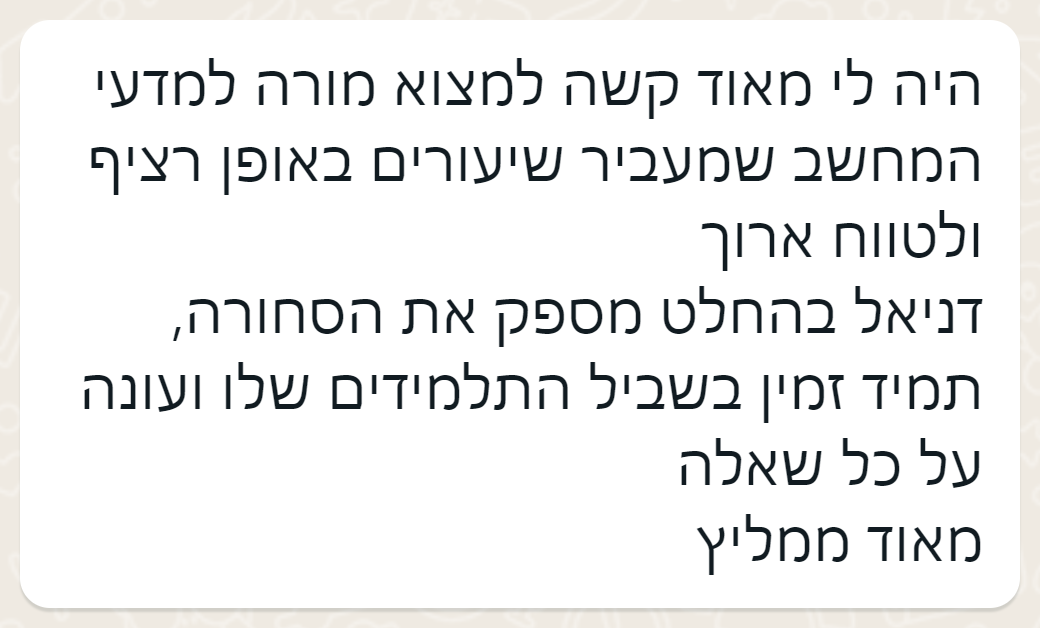 היה לי מאוד קשה למצוא מורה למדעי
המחשב שמעביר שיעורים באופן רציף
ולטווח ארוך
דניאל בהחלט מספק את הסחורה,
תמיד זמין בשביל התלמידים שלו ועונה
על כל שאלה
מאוד ממליץ